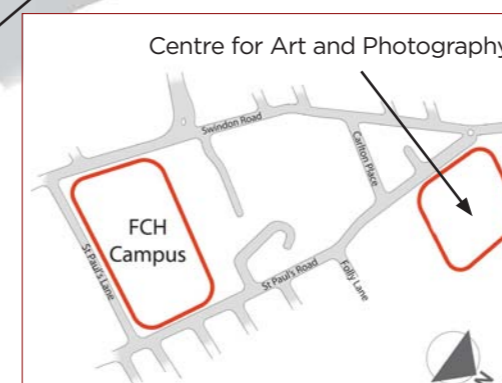 Centre for Art and Photography
Swindon Road
Carlton Place
FCH
Campus
St Paul's Lane
St Paul's Road
Folly Lane
N